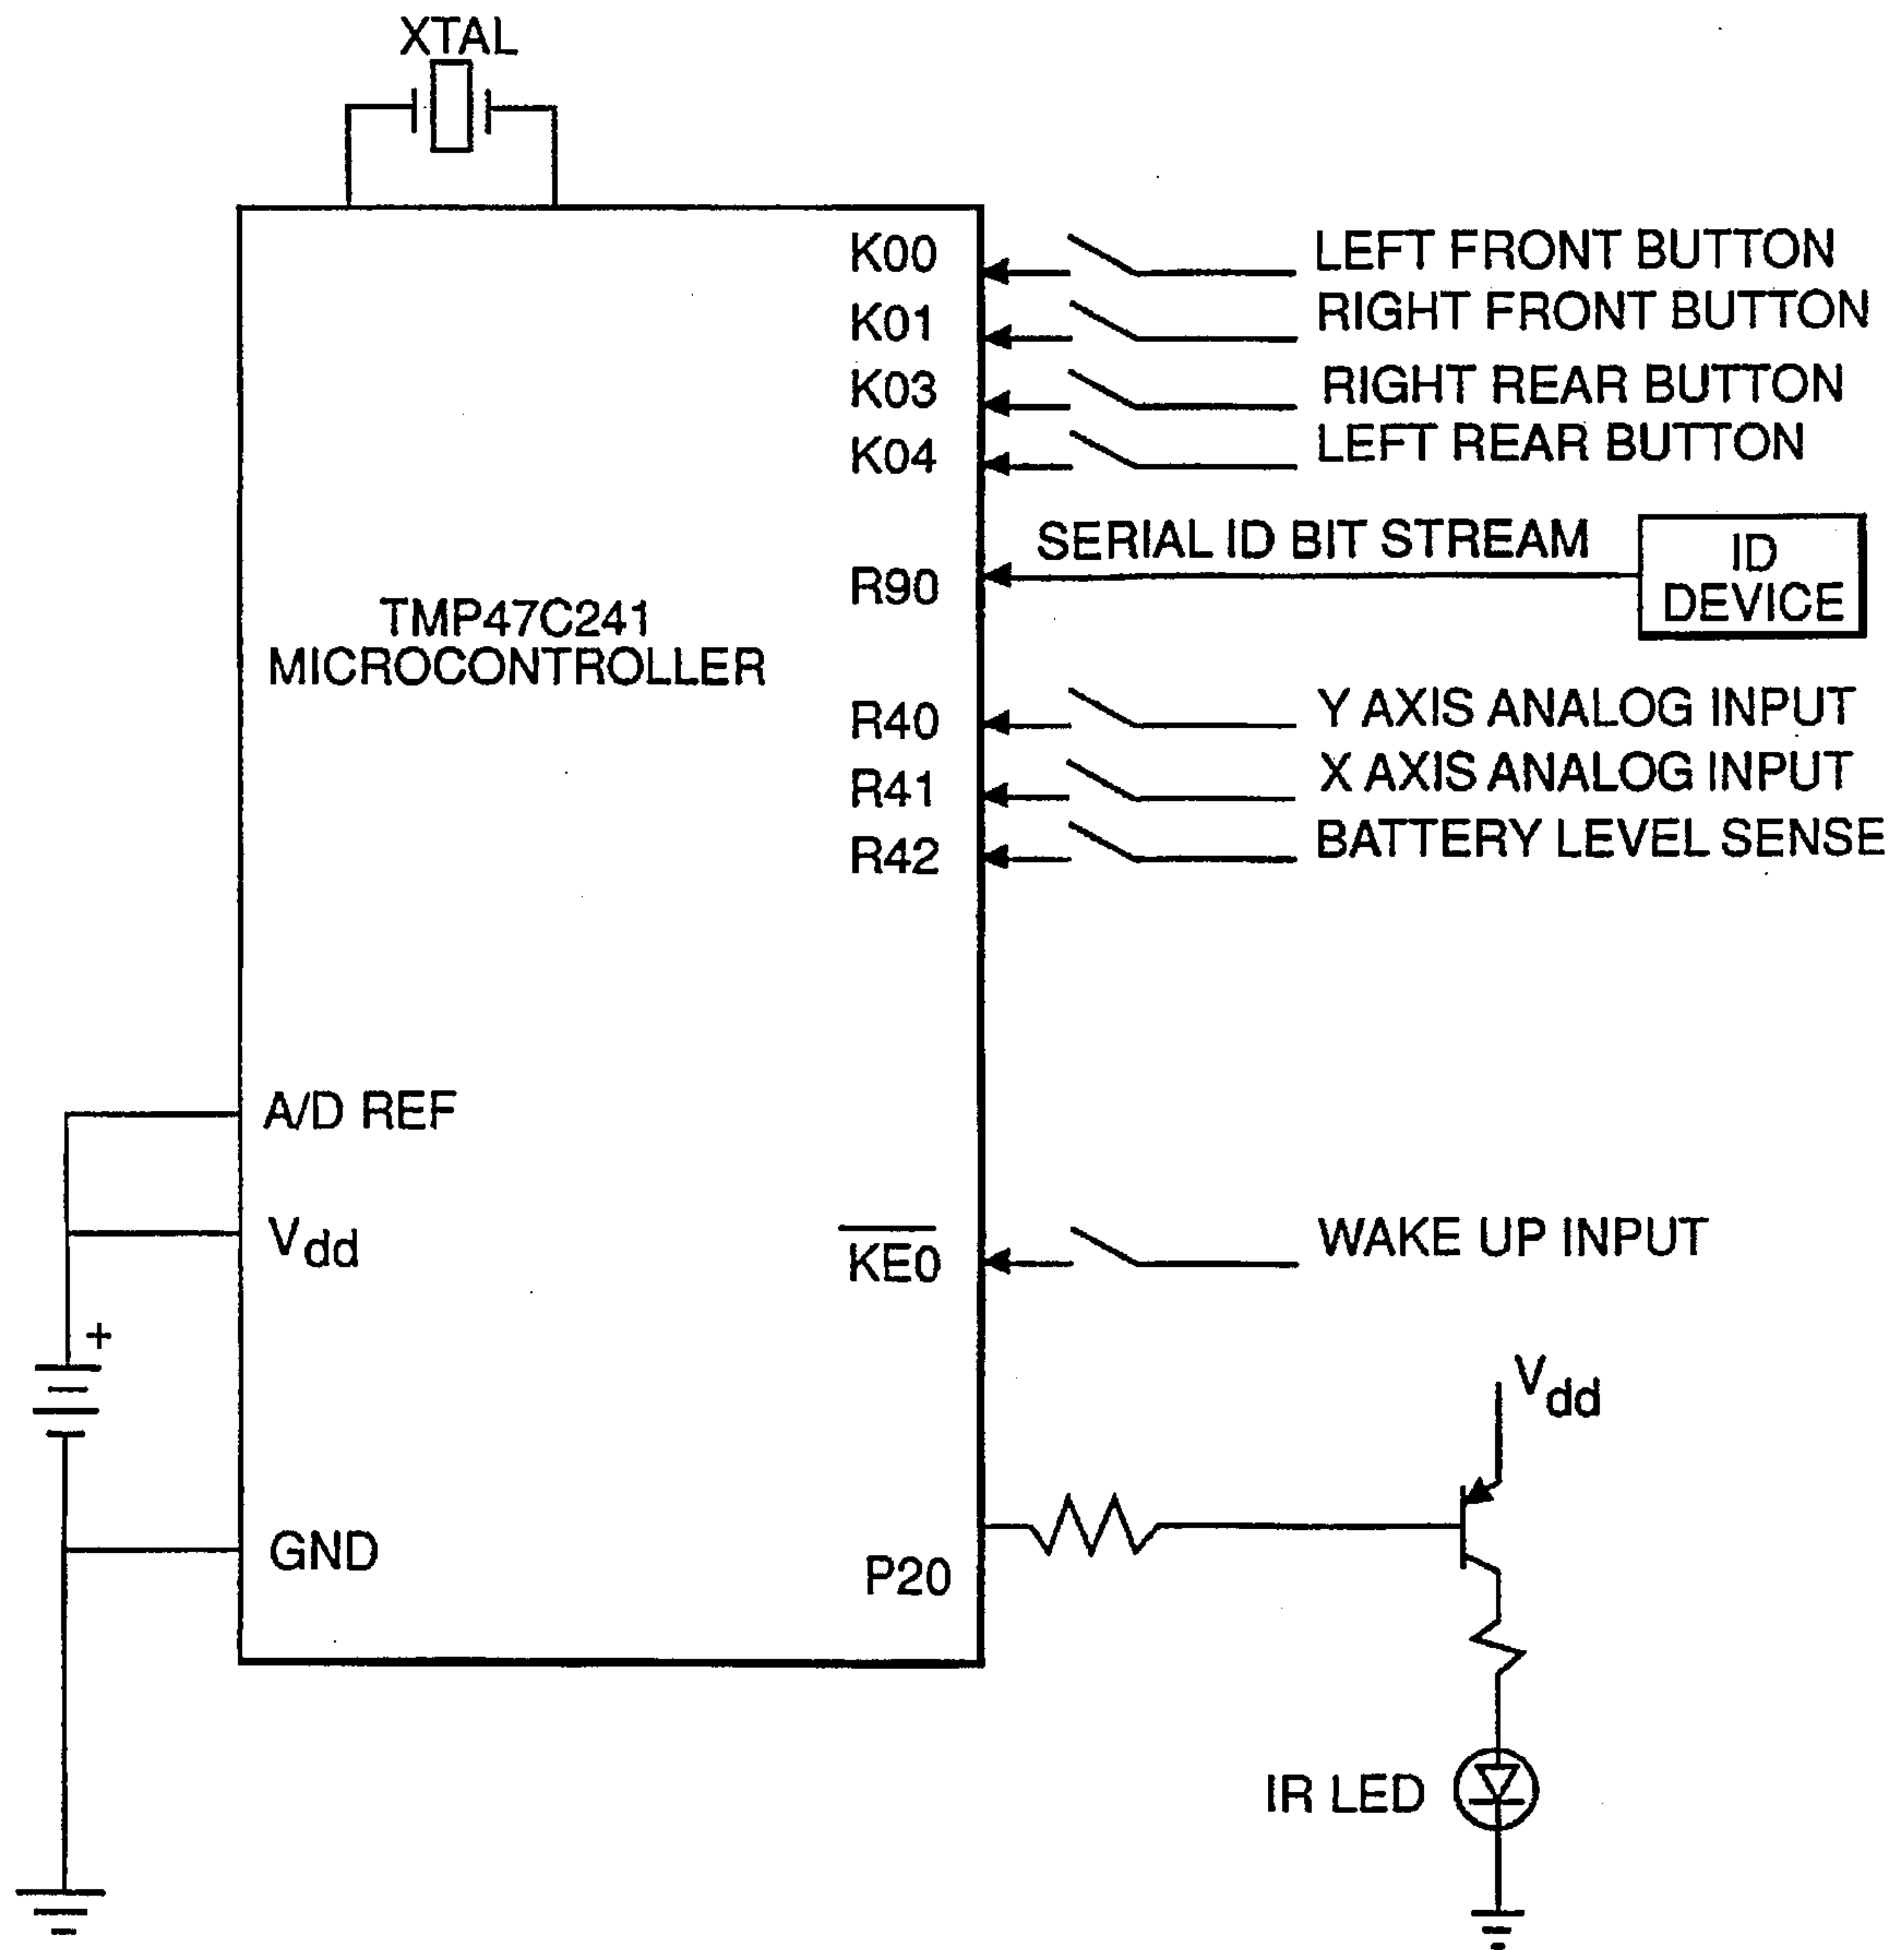 XTAL
K00
LEFT FRONT BUTTON
K01
RIGHT FRONT BUTTON
K03
RIGHT REAR BUTTON
K04
LEFT REAR BUTTON
SERIAL ID BIT STREAM
ID
DEVICE
R90
TMP47C241
MICROCONTROLLER
R40
Y AXIS ANALOG INPUT
R41
X AXIS ANALOG INPUT
R42
BATTERY LEVEL SENSE
A/D REF
Vdd
KE0
WAKE UP INPUT
+
Vdd
GND
P20
IR LED